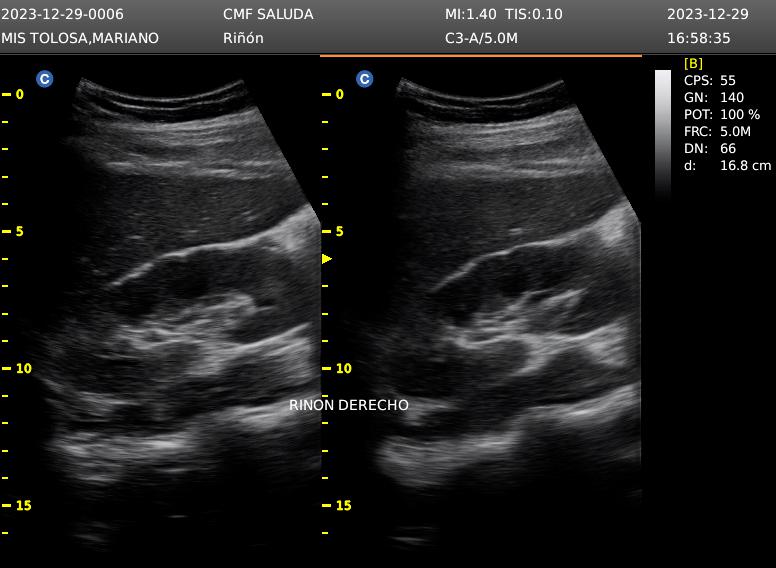 2023-12-29-0006 CMF SALUDA MI:1.40 TIS:0.10 2023-12-29
MIS TOLOSA,MARIANO Riñón C3-A/5.0M 16:58:35
[B]
C C
CPS: 55
0 0
GN: 140
POT: 100 %
FRC: 5.0M
DN: 66
d: 16.8 cm
5 5
10 10
RINON DERECHO
15 15